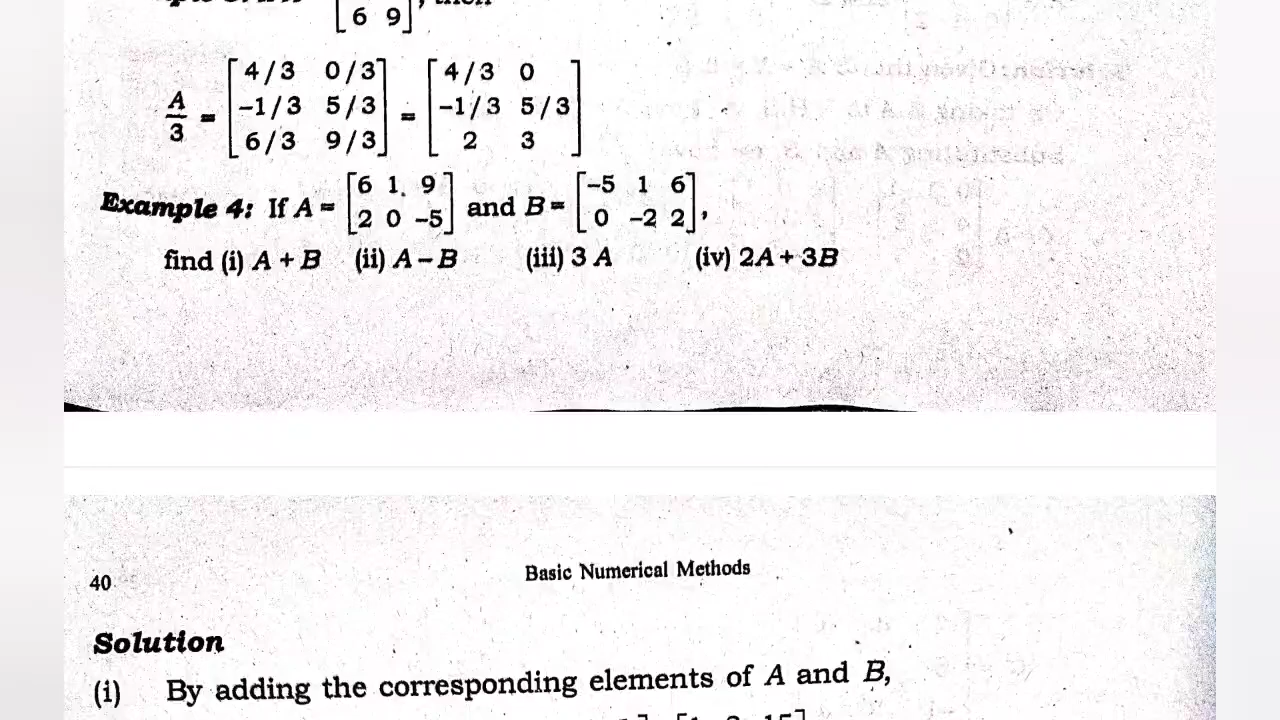 [6 9], then
A/3 = [4/3 0/3; -1/3 5/3; 6/3 9/3] = [4/3 0; -1/3 5/3; 2 3]
Example 4: If A = [6 1 9; 2 0 -5] and B = [-5 1 6; 0 -2 2],
find (i) A + B (ii) A - B (iii) 3 A (iv) 2A + 3B
40
Basic Numerical Methods
Solution
(i) By adding the corresponding elements of A and B,